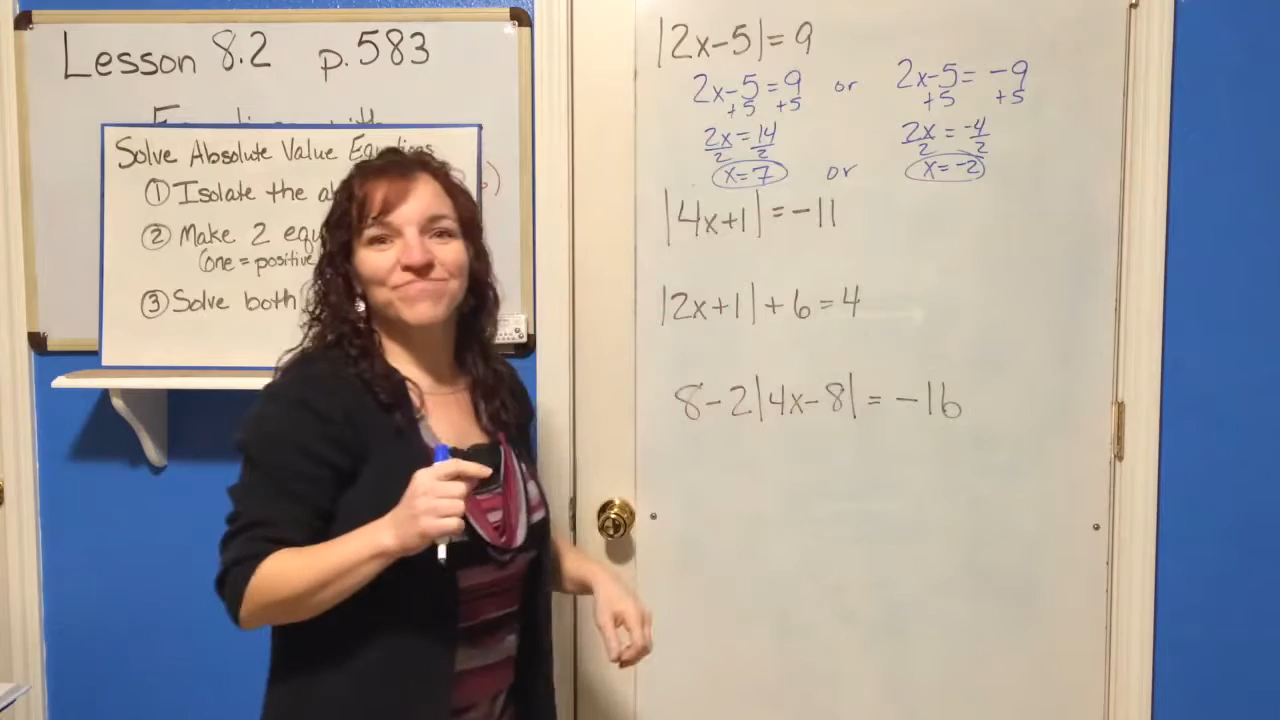 Lesson 8.2 p.583
Solve Absolute Value Equations
① Isolate the
② Make 2
(one = positive
③ Solve both
|2x-5| = 9
2x-5 = 9 or 2x-5 = -9
+5 +5 +5 +5
2x = 14 2x = -4
2 2 2 2
x = 7 or x = -2
|4x+1| = -11
|2x+1| + 6 = 4
8-2|4x-8| = -16